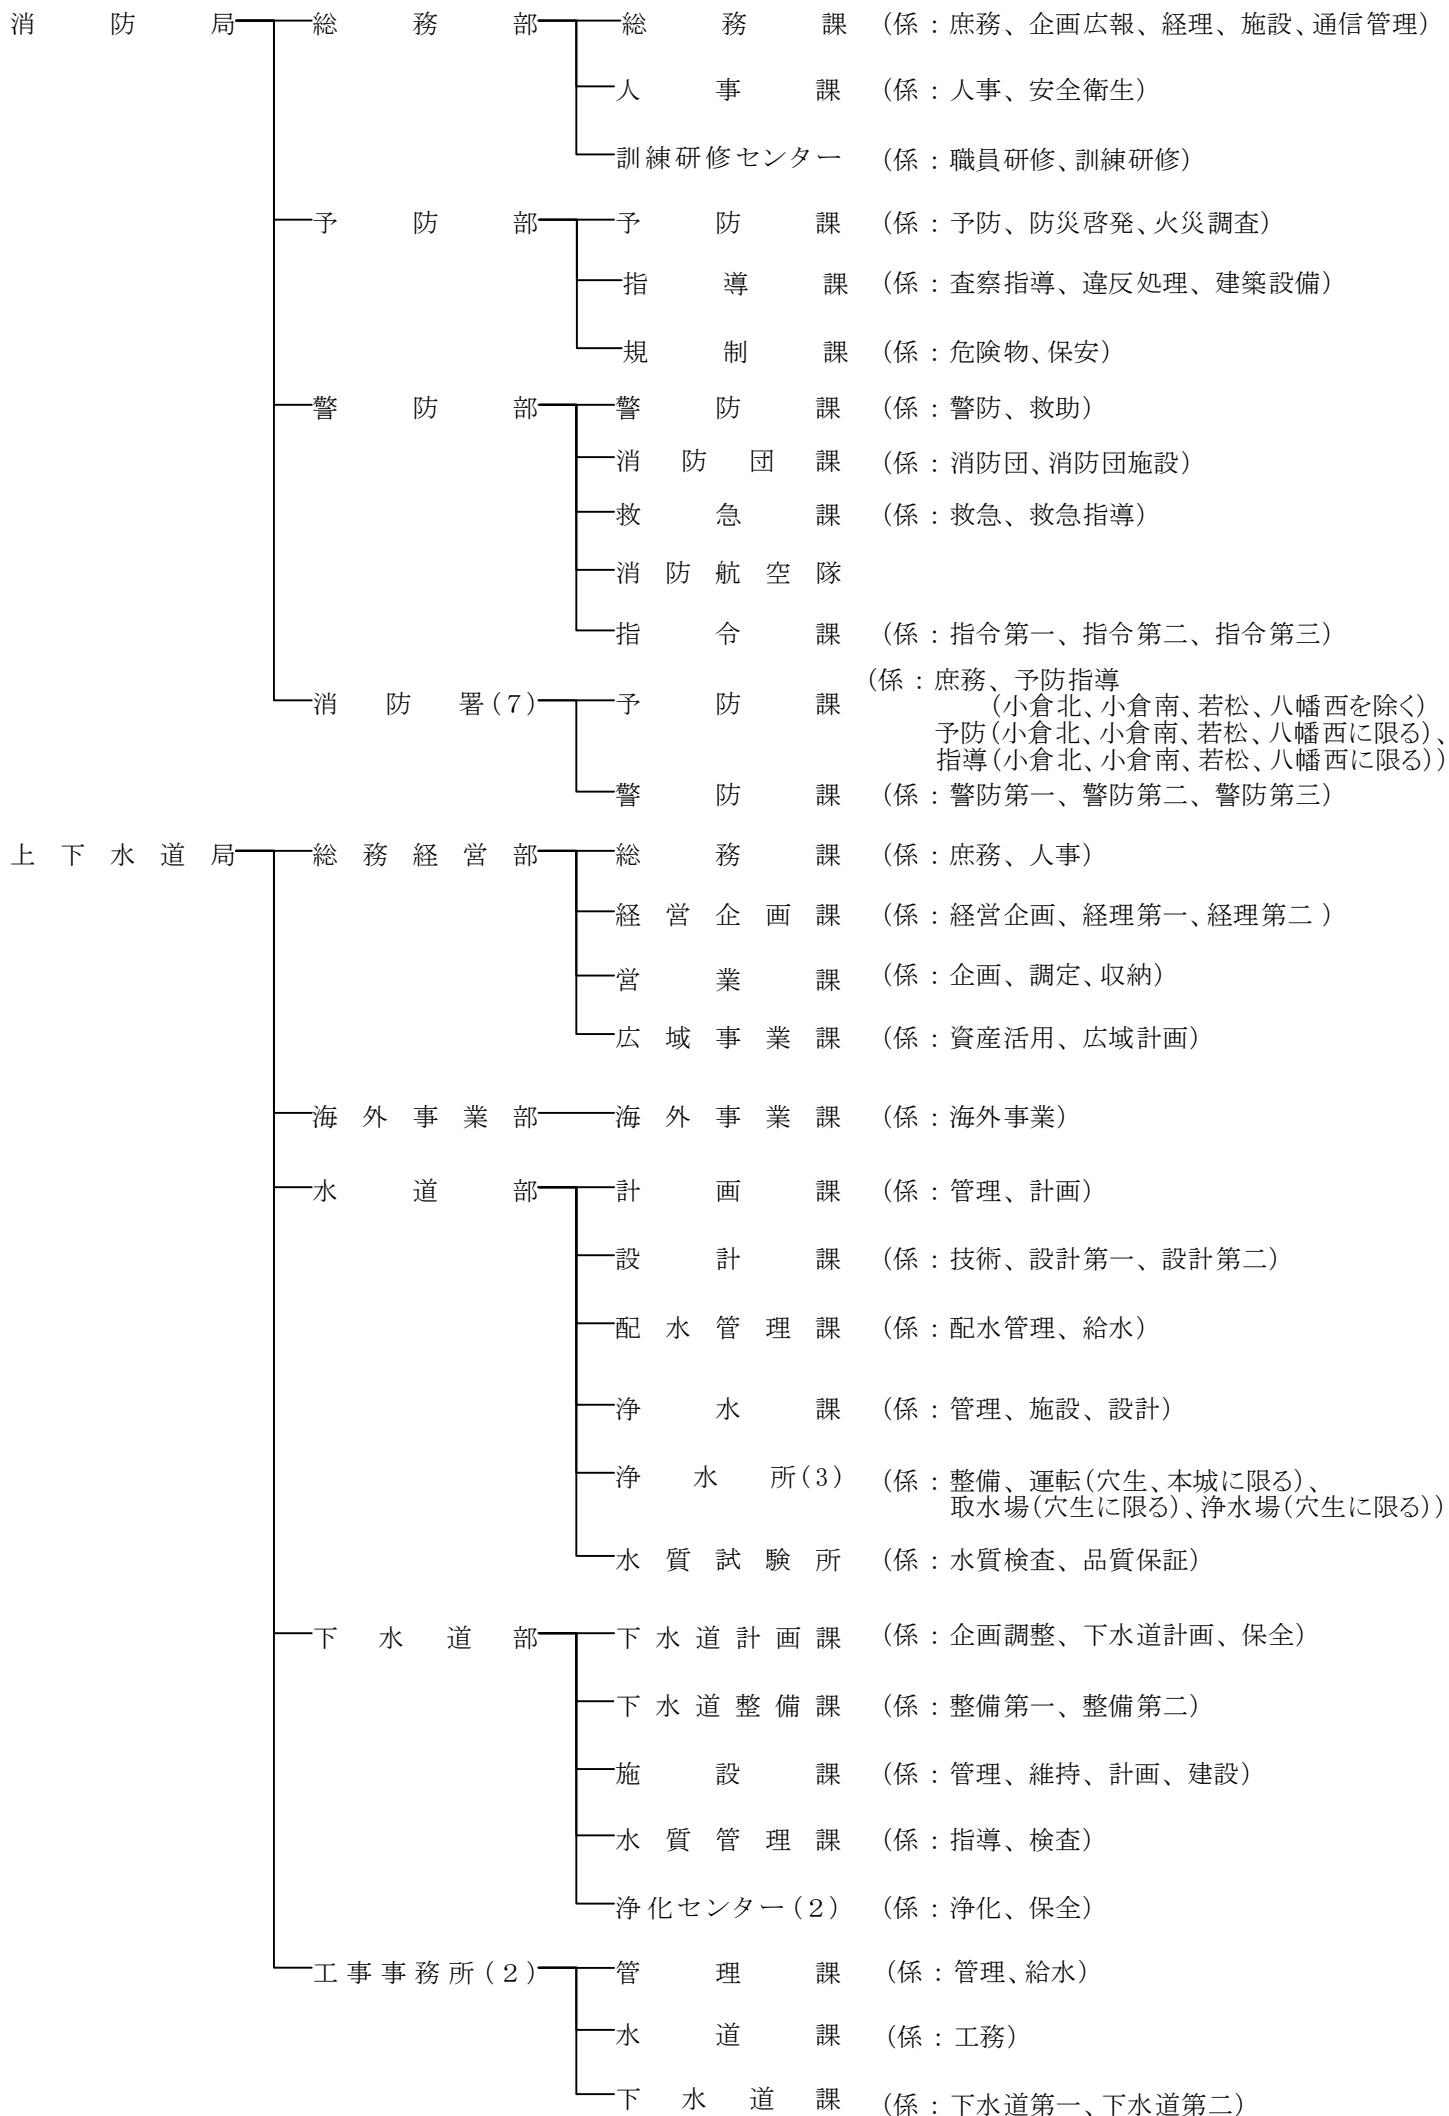 消防局 総務部 総務課 (係:庶務、企画広報、経理、施設、通信管理)
人事課 (係:人事、安全衛生)
訓練研修センター (係:職員研修、訓練研修)
予防部 予防課 (係:予防、防災啓発、火災調査)
指導課 (係:査察指導、違反処理、建築設備)
規制課 (係:危険物、保安)
警防部 警防課 (係:警防、救助)
消防団課 (係:消防団、消防団施設)
救急課 (係:救急、救急指導)
消防航空隊
指令課 (係:指令第一、指令第二、指令第三)
消防署(7) 予防課 (係:庶務、予防指導
(小倉北、小倉南、若松、八幡西を除く)
予防(小倉北、小倉南、若松、八幡西に限る)、
指導(小倉北、小倉南、若松、八幡西に限る))
警防課 (係:警防第一、警防第二、警防第三)
上下水道局 総務経営部 総務課 (係:庶務、人事)
経営企画課 (係:経営企画、経理第一、経理第二)
営業課 (係:企画、調定、収納)
広域事業課 (係:資産活用、広域計画)
海外事業部 海外事業課 (係:海外事業)
水道部 計画課 (係:管理、計画)
設計課 (係:技術、設計第一、設計第二)
配水管理課 (係:配水管理、給水)
浄水課 (係:管理、施設、設計)
浄水所(3) (係:整備、運転(穴生、本城に限る)、
取水場(穴生に限る)、浄水場(穴生に限る))
水質試験所 (係:水質検査、品質保証)
下水道部 下水道計画課 (係:企画調整、下水道計画、保全)
下水道整備課 (係:整備第一、整備第二)
施設課 (係:管理、維持、計画、建設)
水質管理課 (係:指導、検査)
浄化センター(2) (係:浄化、保全)
工事事務所(2) 管理課 (係:管理、給水)
水道課 (係:工務)
下水道課 (係:下水道第一、下水道第二)